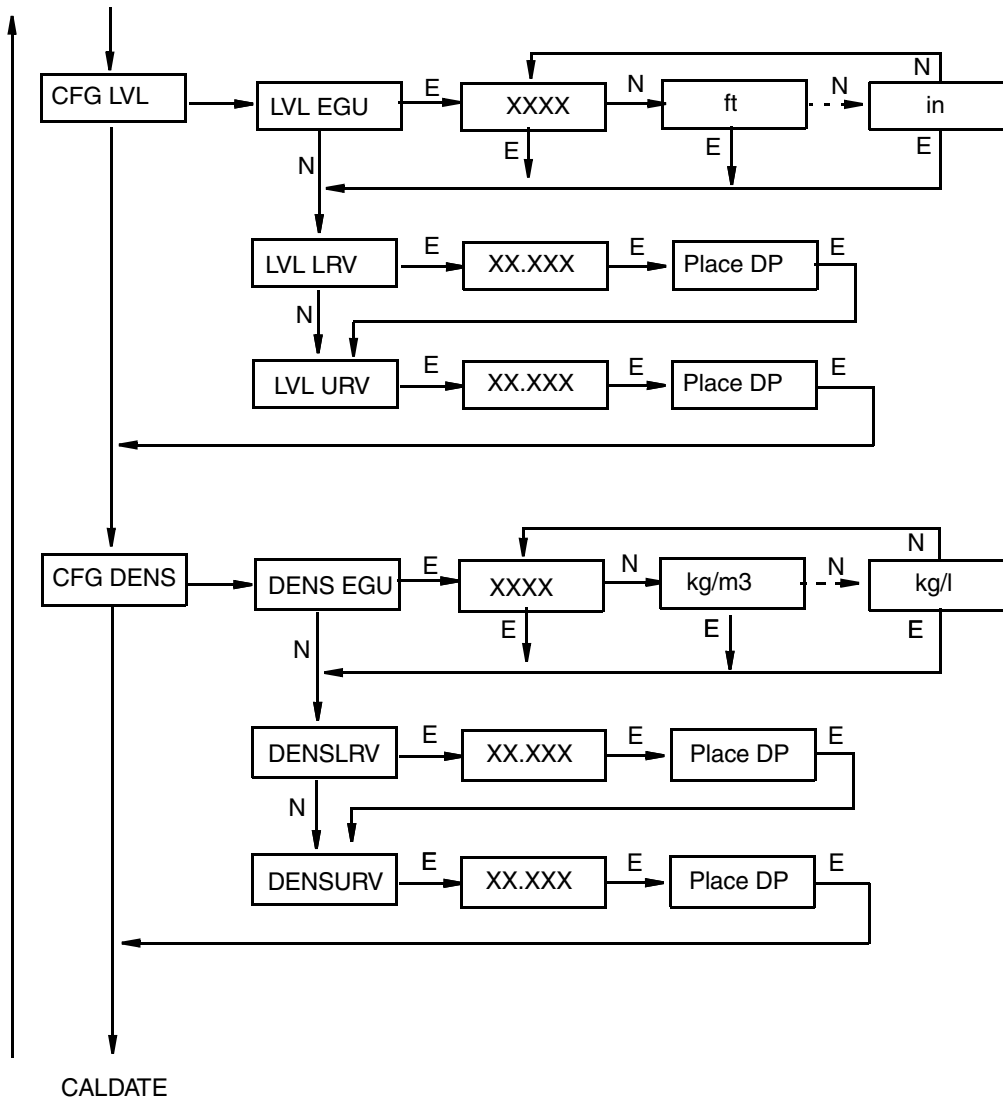 N
CFG LVL
LVL EGU
E
XXXX
N
ft
N
in
N
E
E
E
LVL LRV
E
XX.XXX
E
Place DP
E
N
LVL URV
E
XX.XXX
E
Place DP
E
N
CFG DENS
DENS EGU
E
XXXX
N
kg/m3
N
kg/l
N
E
E
E
DENSLRV
E
XX.XXX
E
Place DP
E
N
DENSURV
E
XX.XXX
E
Place DP
E
CALDATE